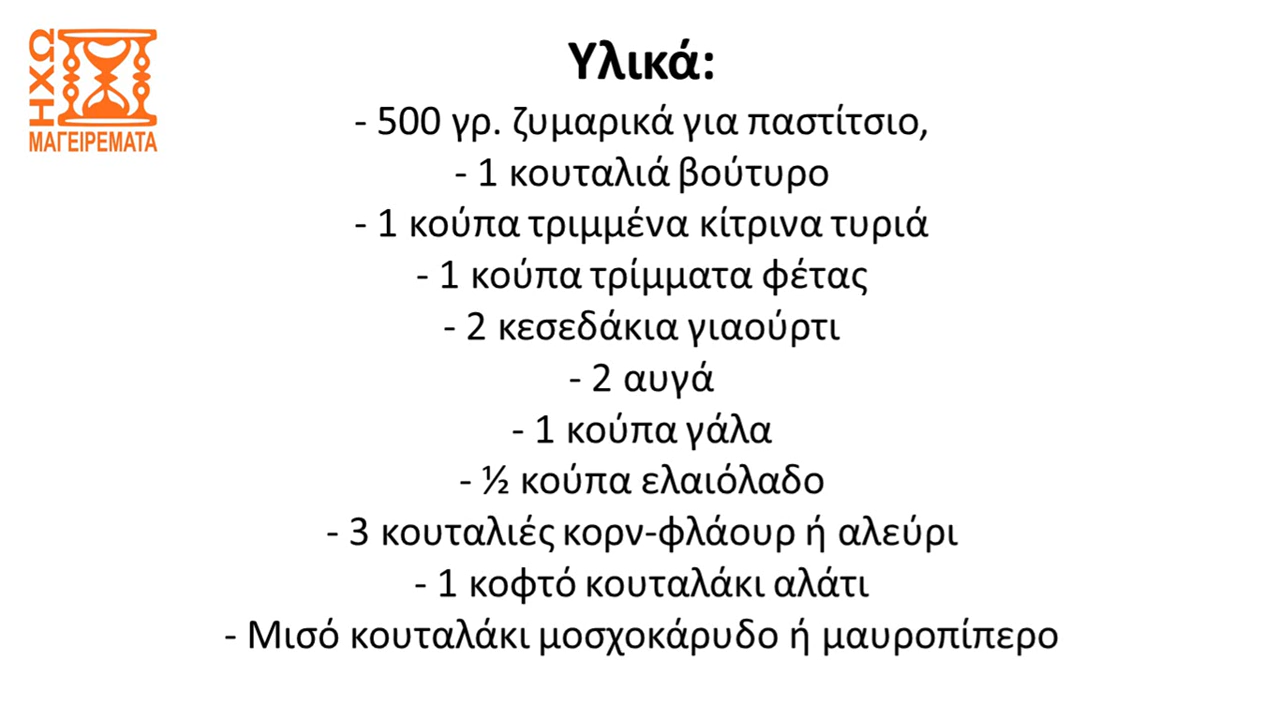 ΗΧΩ
ΜΑΓΕΙΡΕΜΑΤΑ
Υλικά:
- 500 γρ. ζυμαρικά για παστίτσιο,
- 1 κουταλιά βούτυρο
- 1 κούπα τριμμένα κίτρινα τυριά
- 1 κούπα τρίμματα φέτας
- 2 κεσεδάκια γιαούρτι
- 2 αυγά
- 1 κούπα γάλα
- ½ κούπα ελαιόλαδο
- 3 κουταλιές κορν-φλάουρ ή αλεύρι
- 1 κοφτό κουταλάκι αλάτι
- Μισό κουταλάκι μοσχοκάρυδο ή μαυροπίπερο